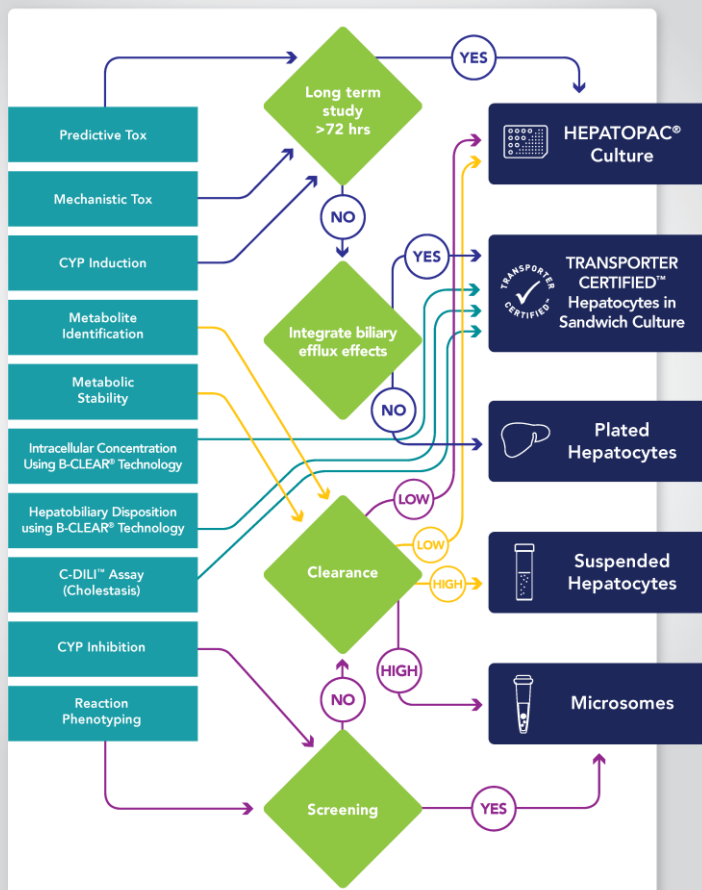 Predictive Tox
Mechanistic Tox
CYP Induction
Metabolite
Identification
Metabolic
Stability
Intracellular Concentration
Using B-CLEAR® Technology
Hepatobiliary Disposition
using B-CLEAR® Technology
C-DILI™ Assay
(Cholestasis)
CYP Inhibition
Reaction
Phenotyping
Long term
study
>72 hrs
YES
NO
Integrate biliary
efflux effects
YES
NO
Clearance
LOW
LOW
HIGH
HIGH
NO
Screening
YES
HEPATOPAC®
Culture
TRANSPORTER
CERTIFIED™
TRANSPORTER
CERTIFIED™
Hepatocytes in
Sandwich Culture
Plated
Hepatocytes
Suspended
Hepatocytes
Microsomes